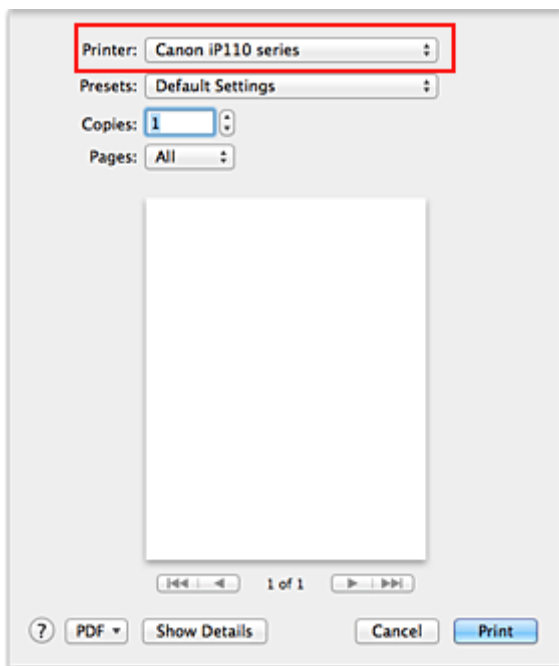 Printer: Canon iP110 series
Presets: Default Settings
Copies: 1
Pages: All
1 of 1
? PDF Show Details Cancel Print